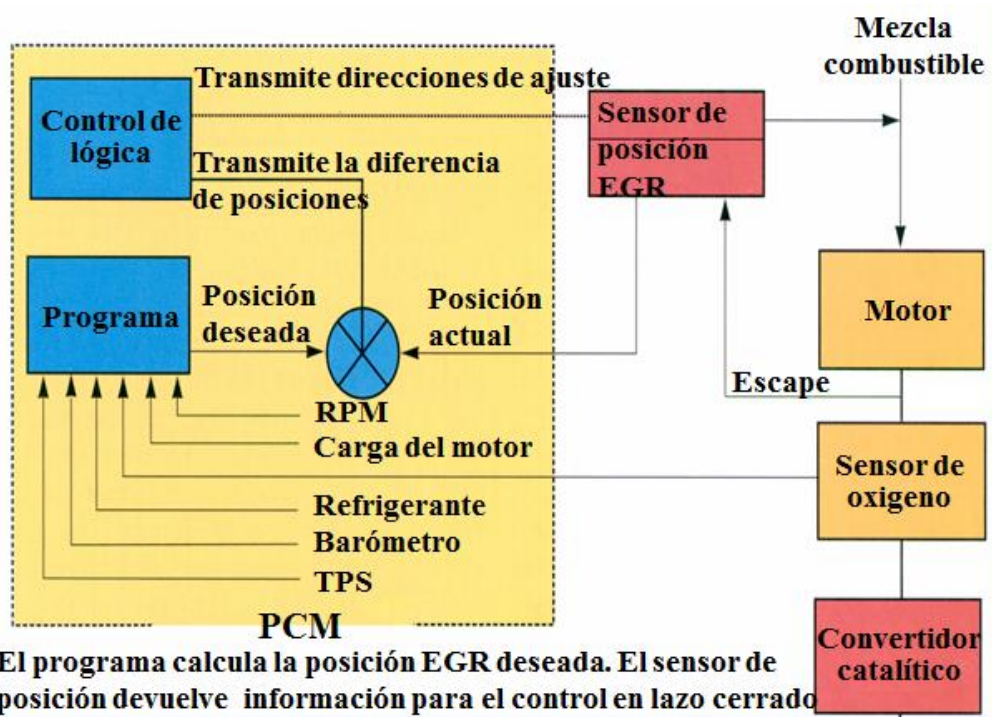 Mezcla
combustible
Transmite direcciones de ajuste
Control de
lógica
Sensor de
posición
EGR
Transmite la diferencia
de posiciones
Programa
Posición
deseada
Posición
actual
Motor
Escape
RPM
Carga del motor
Sensor de
oxigeno
Refrigerante
Barómetro
TPS
PCM
Convertidor
catalítico
El programa calcula la posición EGR deseada. El sensor de
posición devuelve información para el control en lazo cerrado